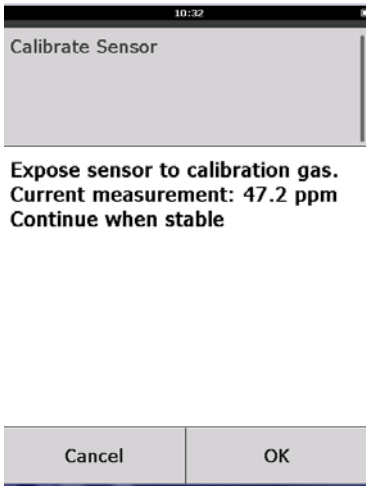 10:32
Calibrate Sensor
Expose sensor to calibration gas.
Current measurement: 47.2 ppm
Continue when stable
Cancel
OK